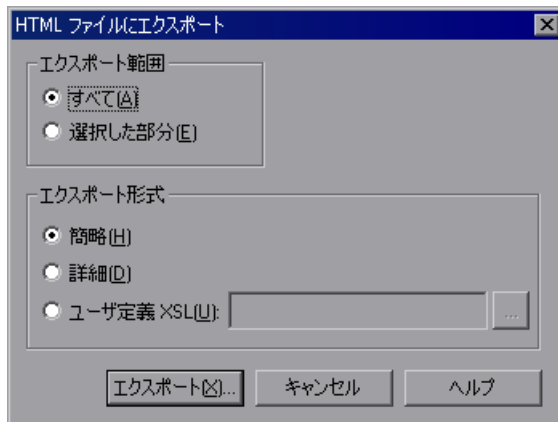 HTML ファイルにエクスポート
エクスポート範囲
すべて(A)
選択した部分(E)
エクスポート形式
簡略(H)
詳細(D)
ユーザ定義 XSL(U):
...
エクスポート(X)...
キャンセル
ヘルプ